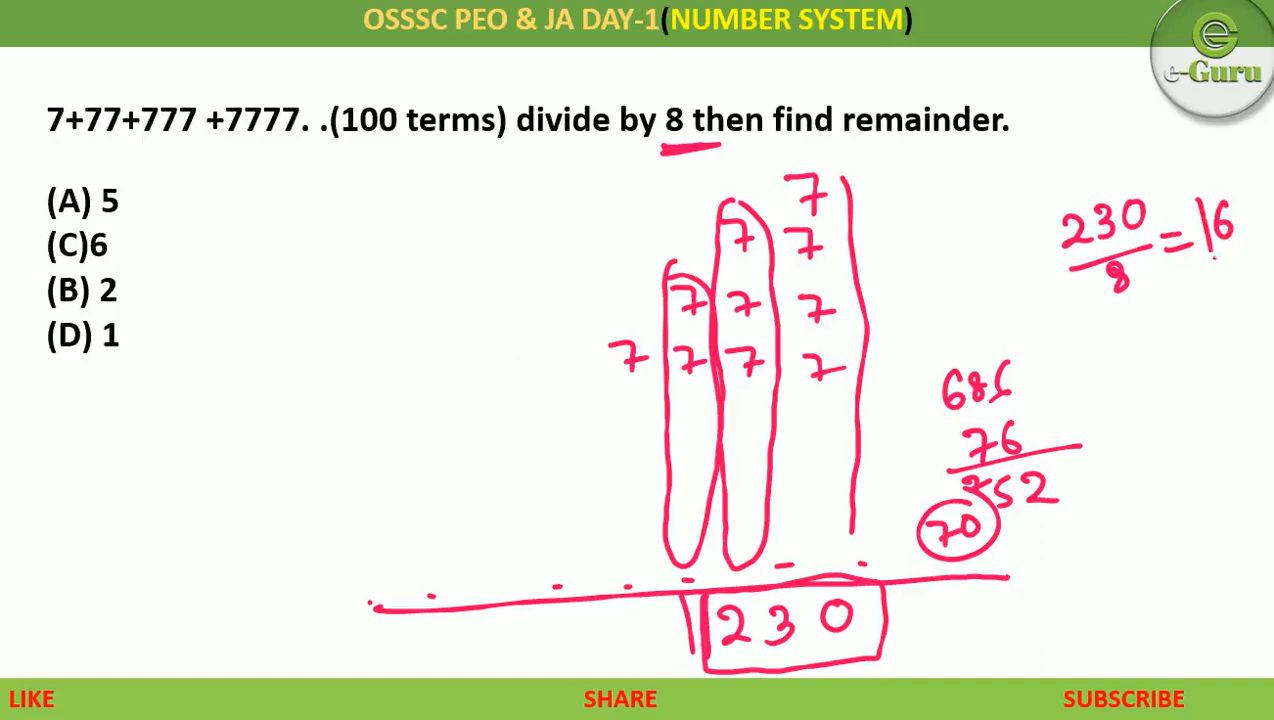 OSSSC PEO & JA DAY-1(NUMBER SYSTEM)
e-Guru
7+77+777 +7777. .(100 terms) divide by 8 then find remainder.
(A) 5
(C)6
(B) 2
(D) 1
7
7 7
7 7 7
7 7 7 7
230
230
8
=16
686
76
52
70
LIKE
SHARE
SUBSCRIBE